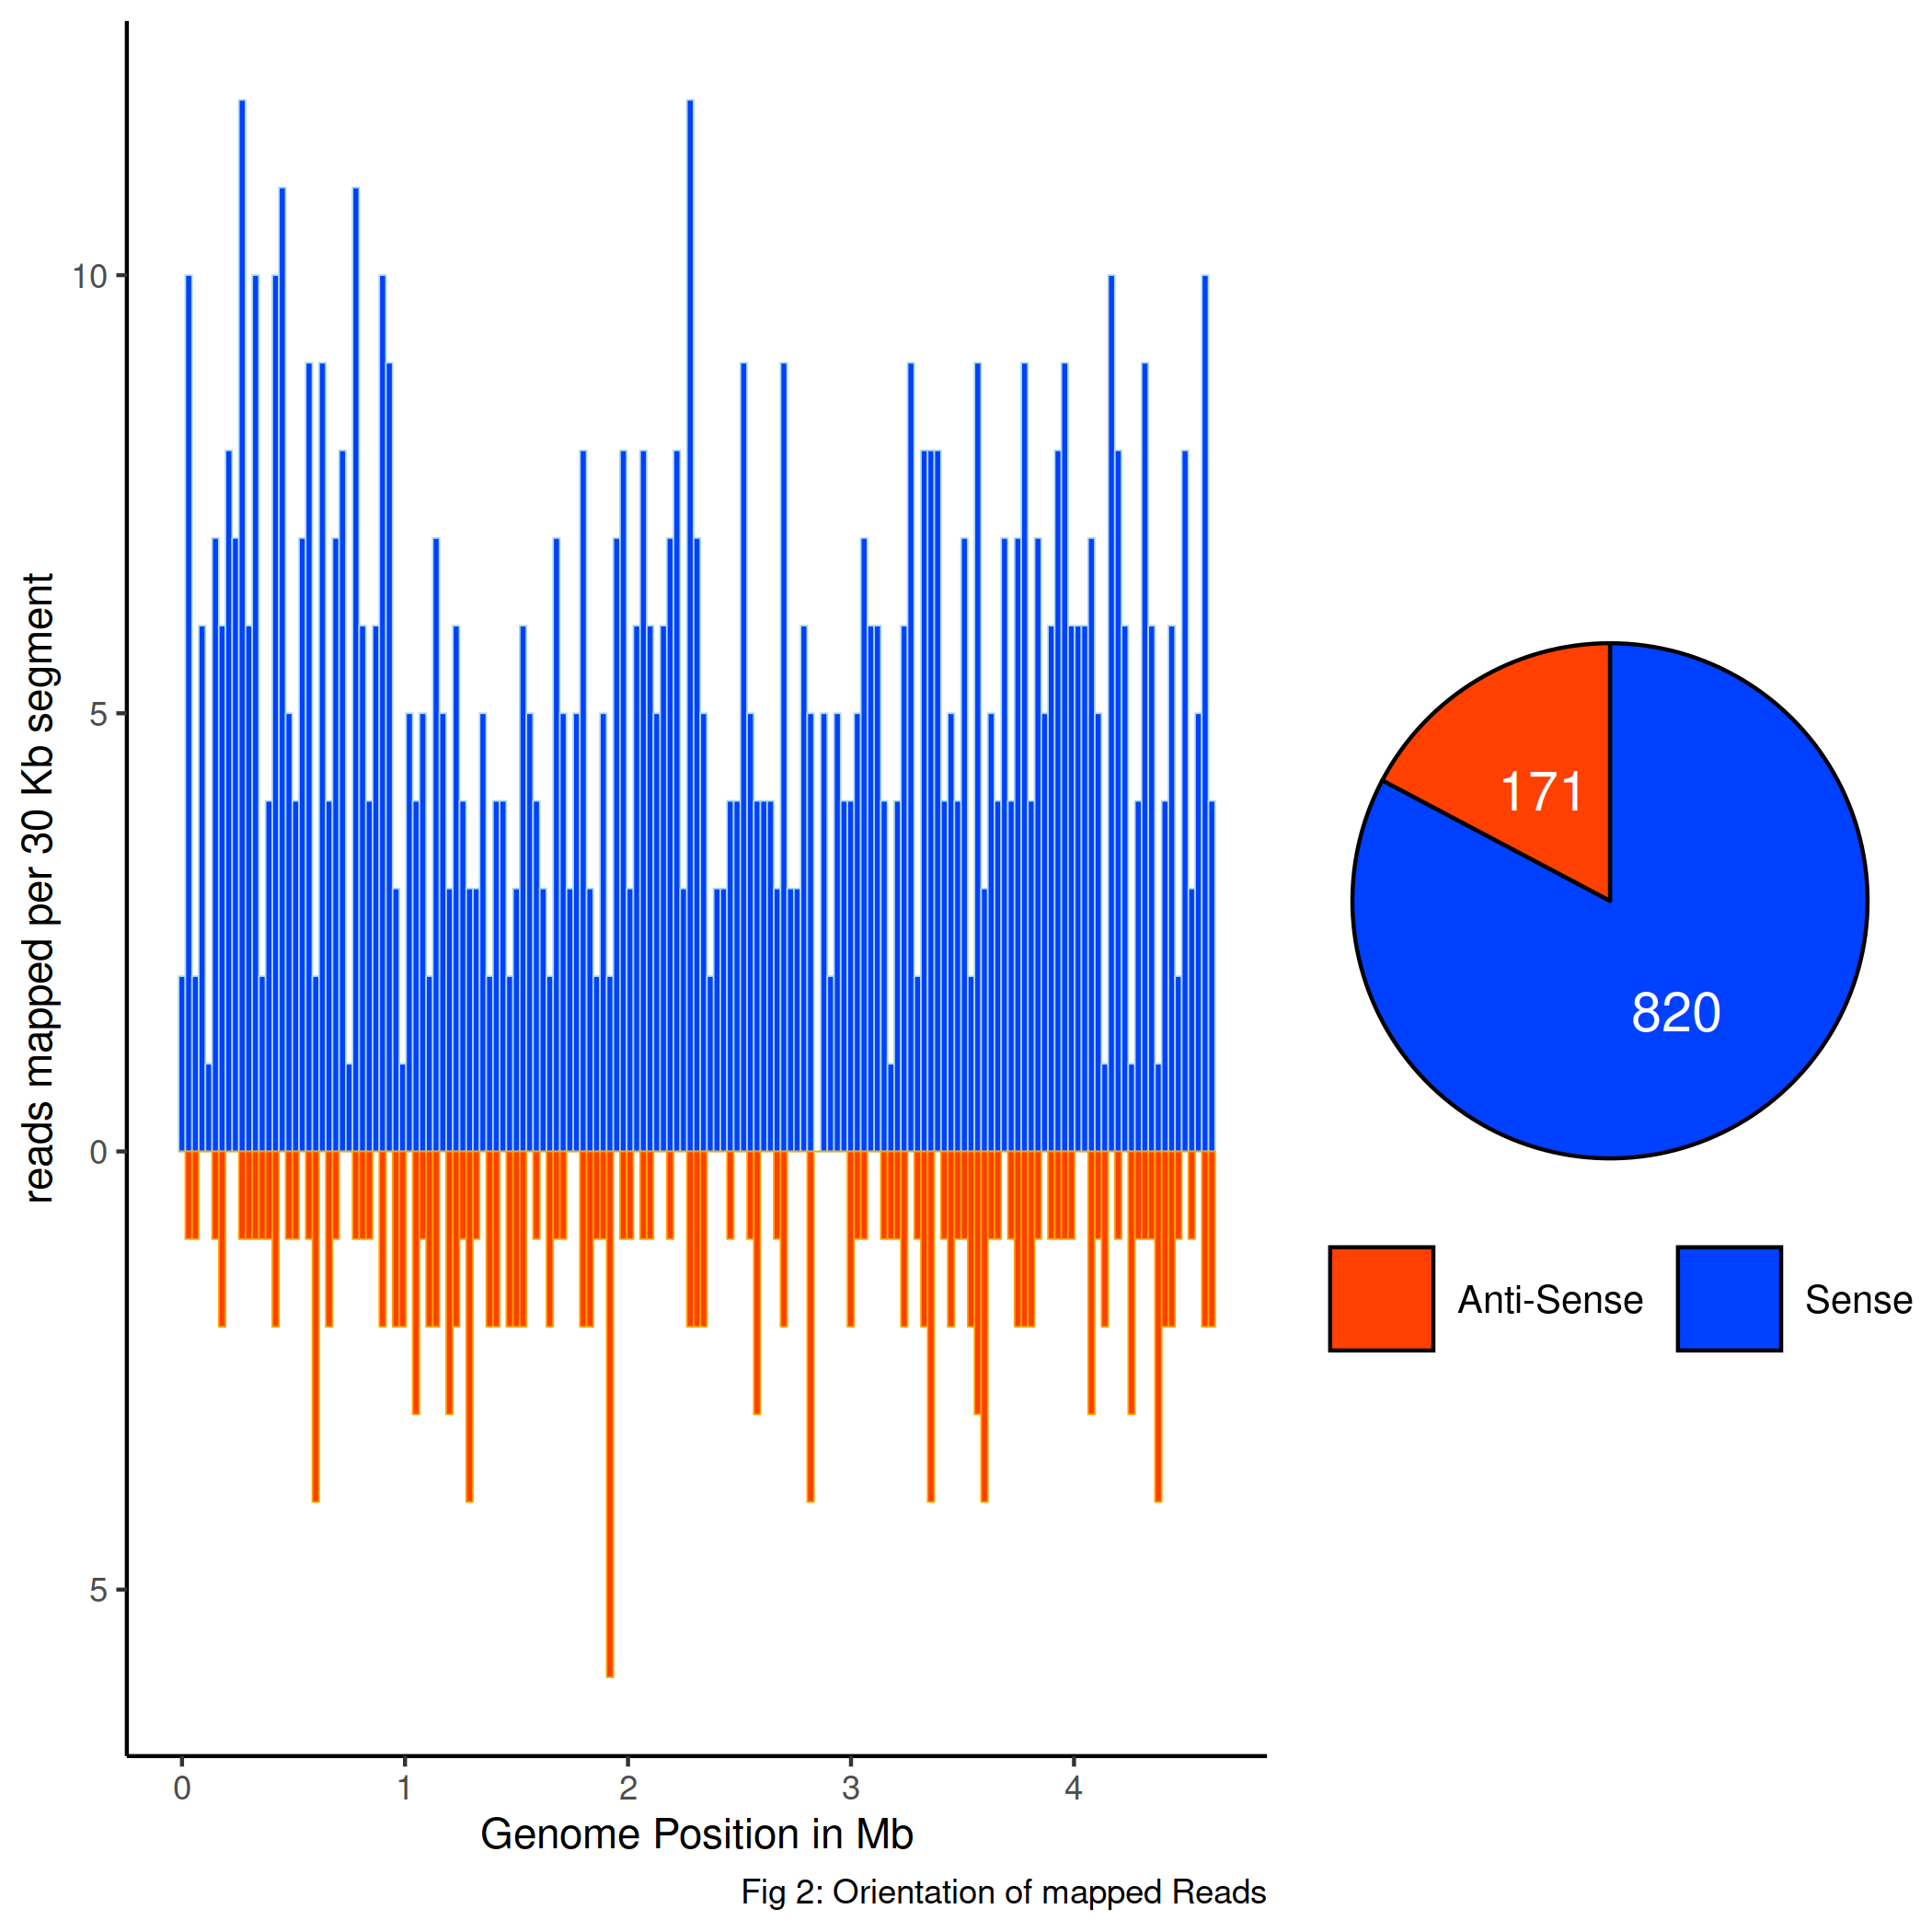 reads mapped per 30 Kb segment
10
5
0
5
0
1
2
3
4
Genome Position in Mb
Fig 2: Orientation of mapped Reads
171
820
Anti-Sense
Sense